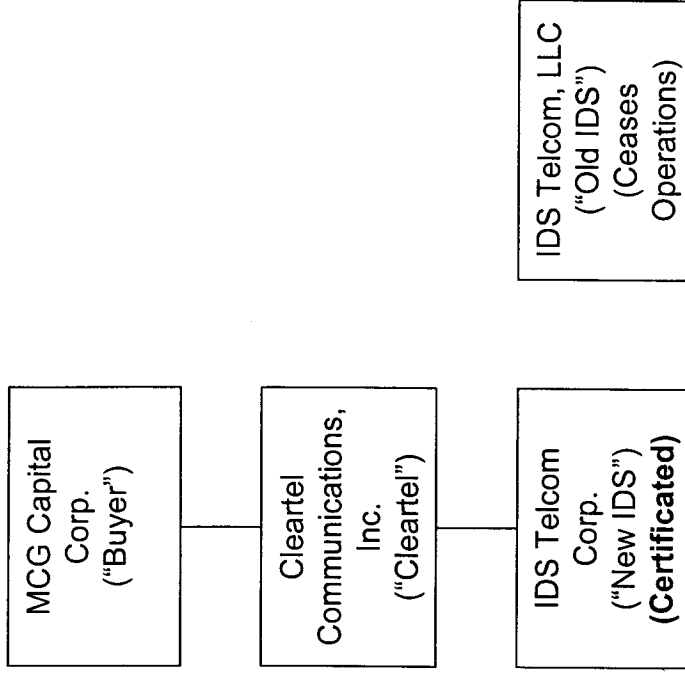 MCG Capital
Corp.
("Buyer")
Cleartel
Communications,
Inc.
("Cleartel")
IDS Telcom
Corp.
("New IDS")
(Certificated)
IDS Telcom, LLC
("Old IDS")
(Ceases
Operations)